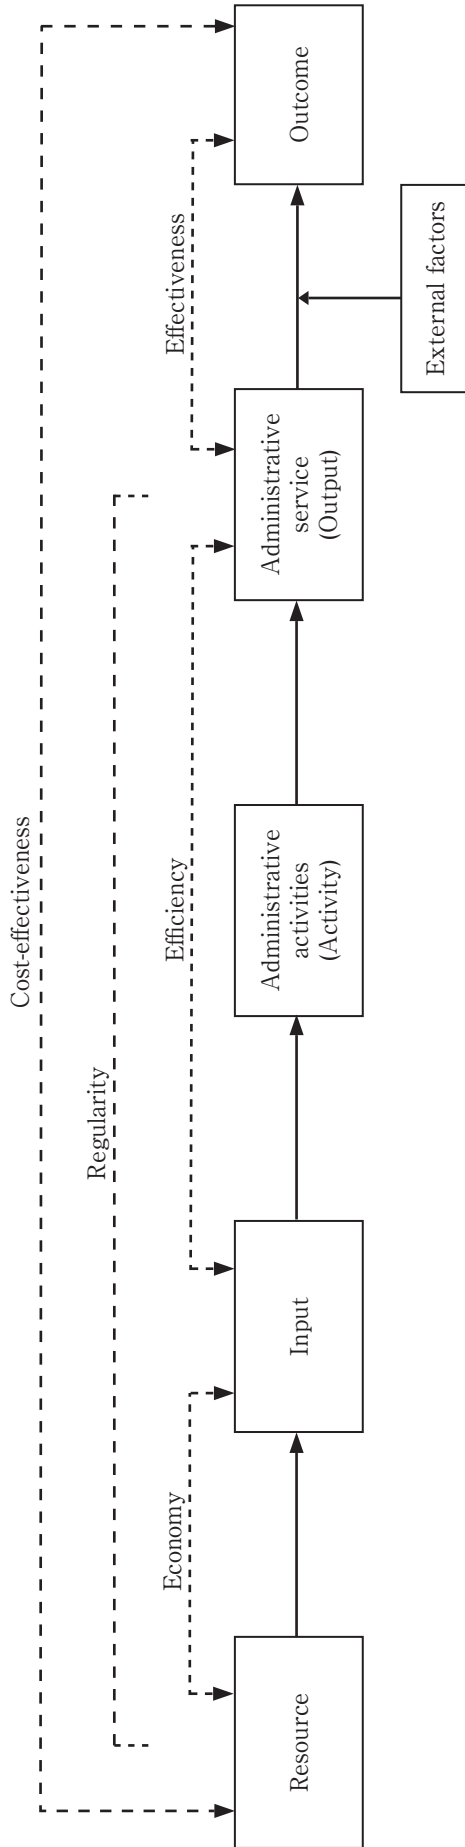 Cost-effectiveness
Regularity
Economy
Efficiency
Effectiveness
Resource
Input
Administrative
activities
(Activity)
Administrative
service
(Output)
Outcome
External factors